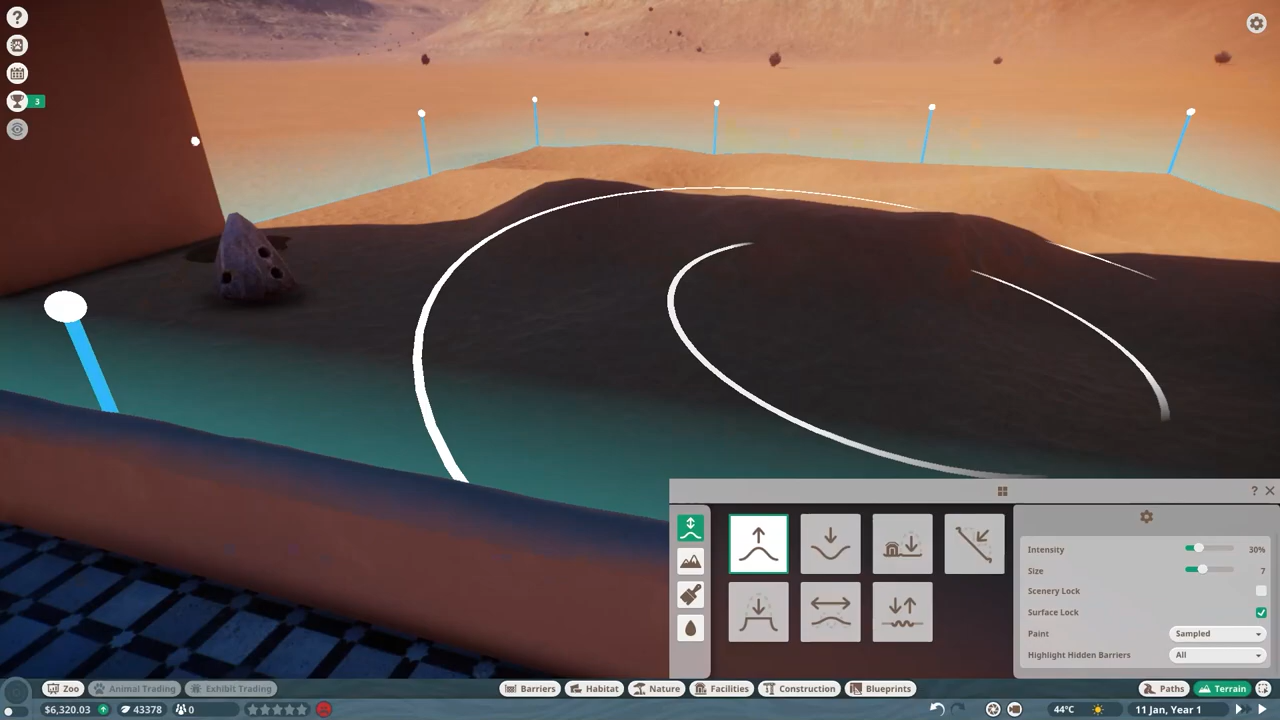 ?
3
?
Intensity 30%
Size 7
Scenery Lock
Surface Lock
Paint Sampled
Highlight Hidden Barriers All
Zoo Animal Trading Exhibit Trading Barriers Habitat Nature Facilities Construction Blueprints Paths Terrain
$6,320.03 43378 0 44°C 11 Jan, Year 1